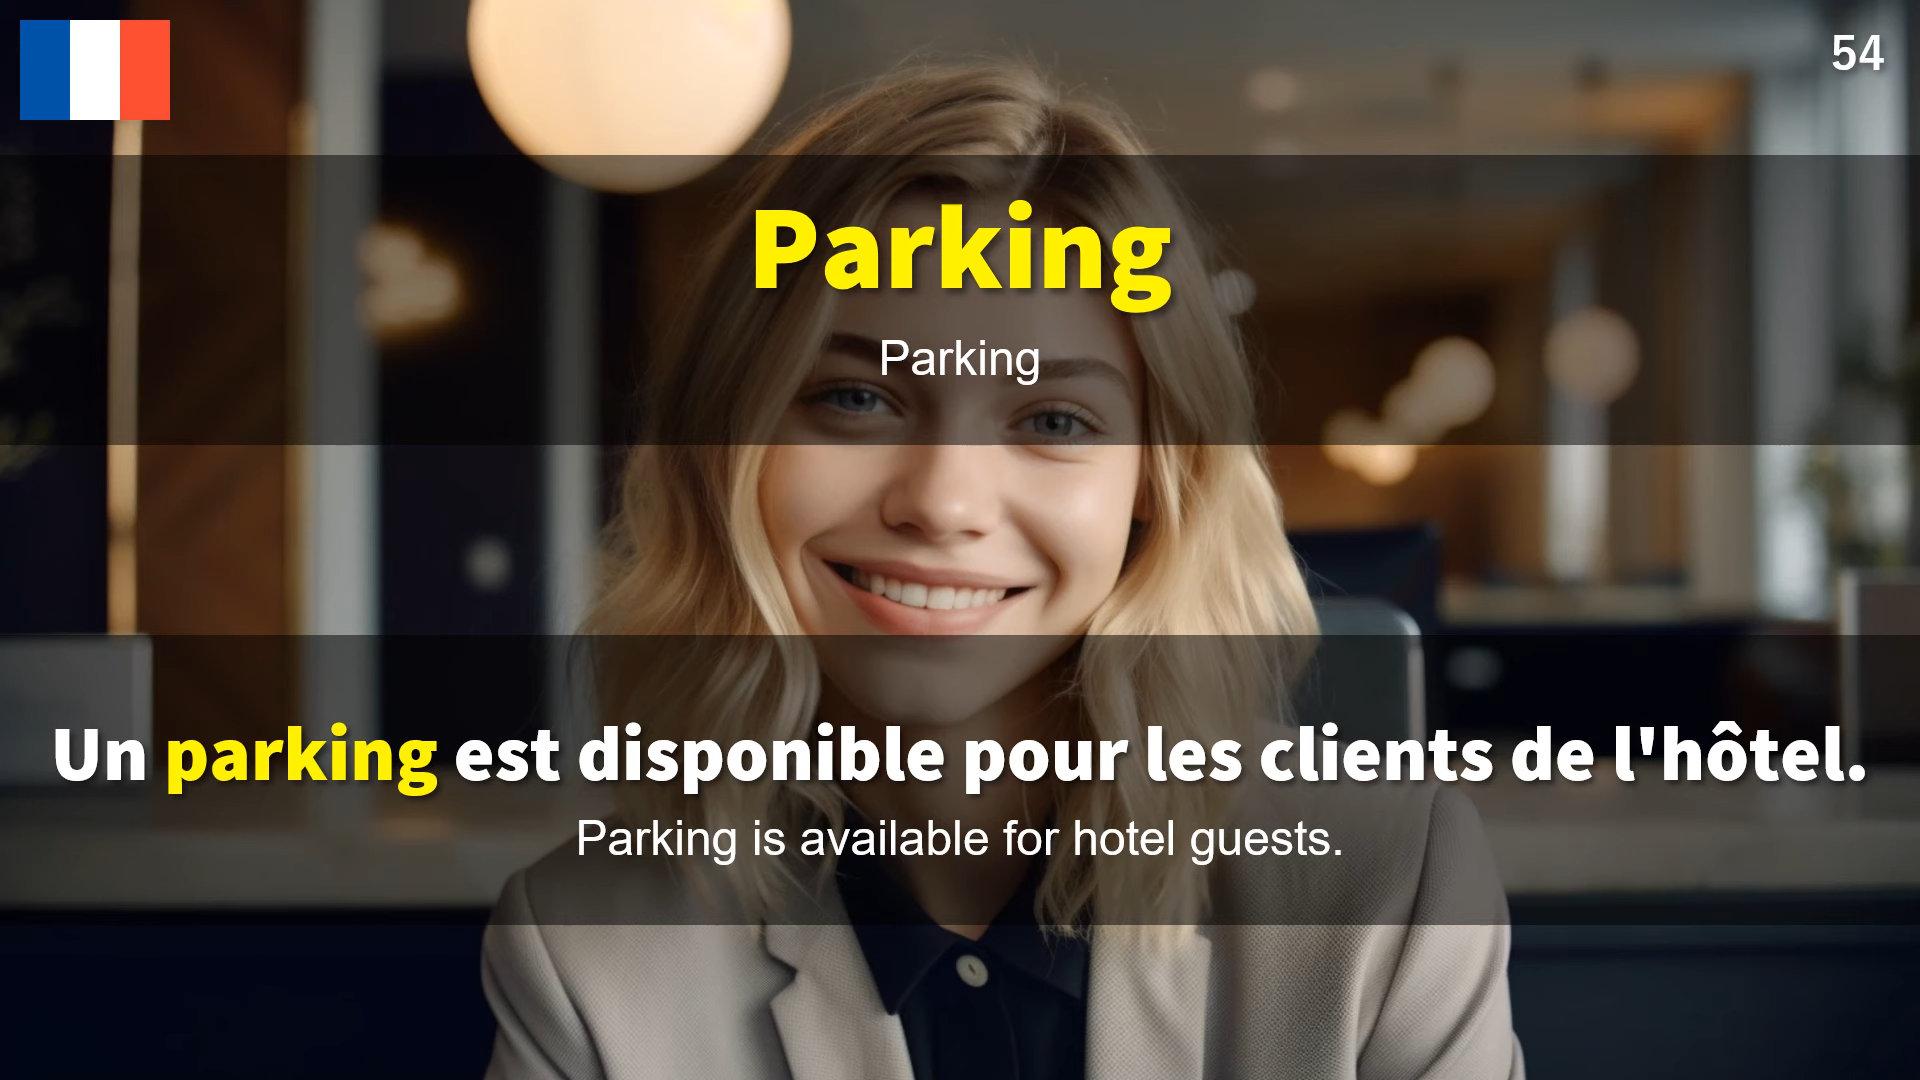 54
Parking
Parking
Un parking est disponible pour les clients de l'hôtel.
Parking is available for hotel guests.